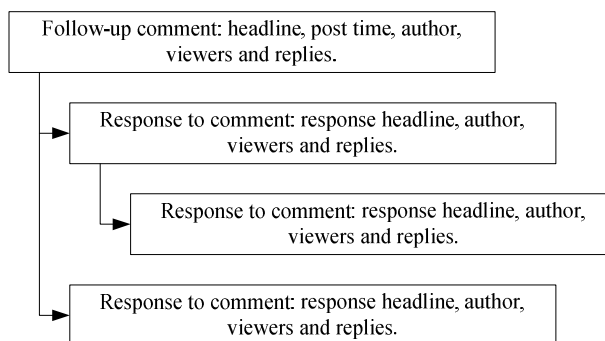 Follow-up comment: headline, post time, author,
viewers and replies.
Response to comment: response headline, author,
viewers and replies.
Response to comment: response headline, author,
viewers and replies.
Response to comment: response headline, author,
viewers and replies.